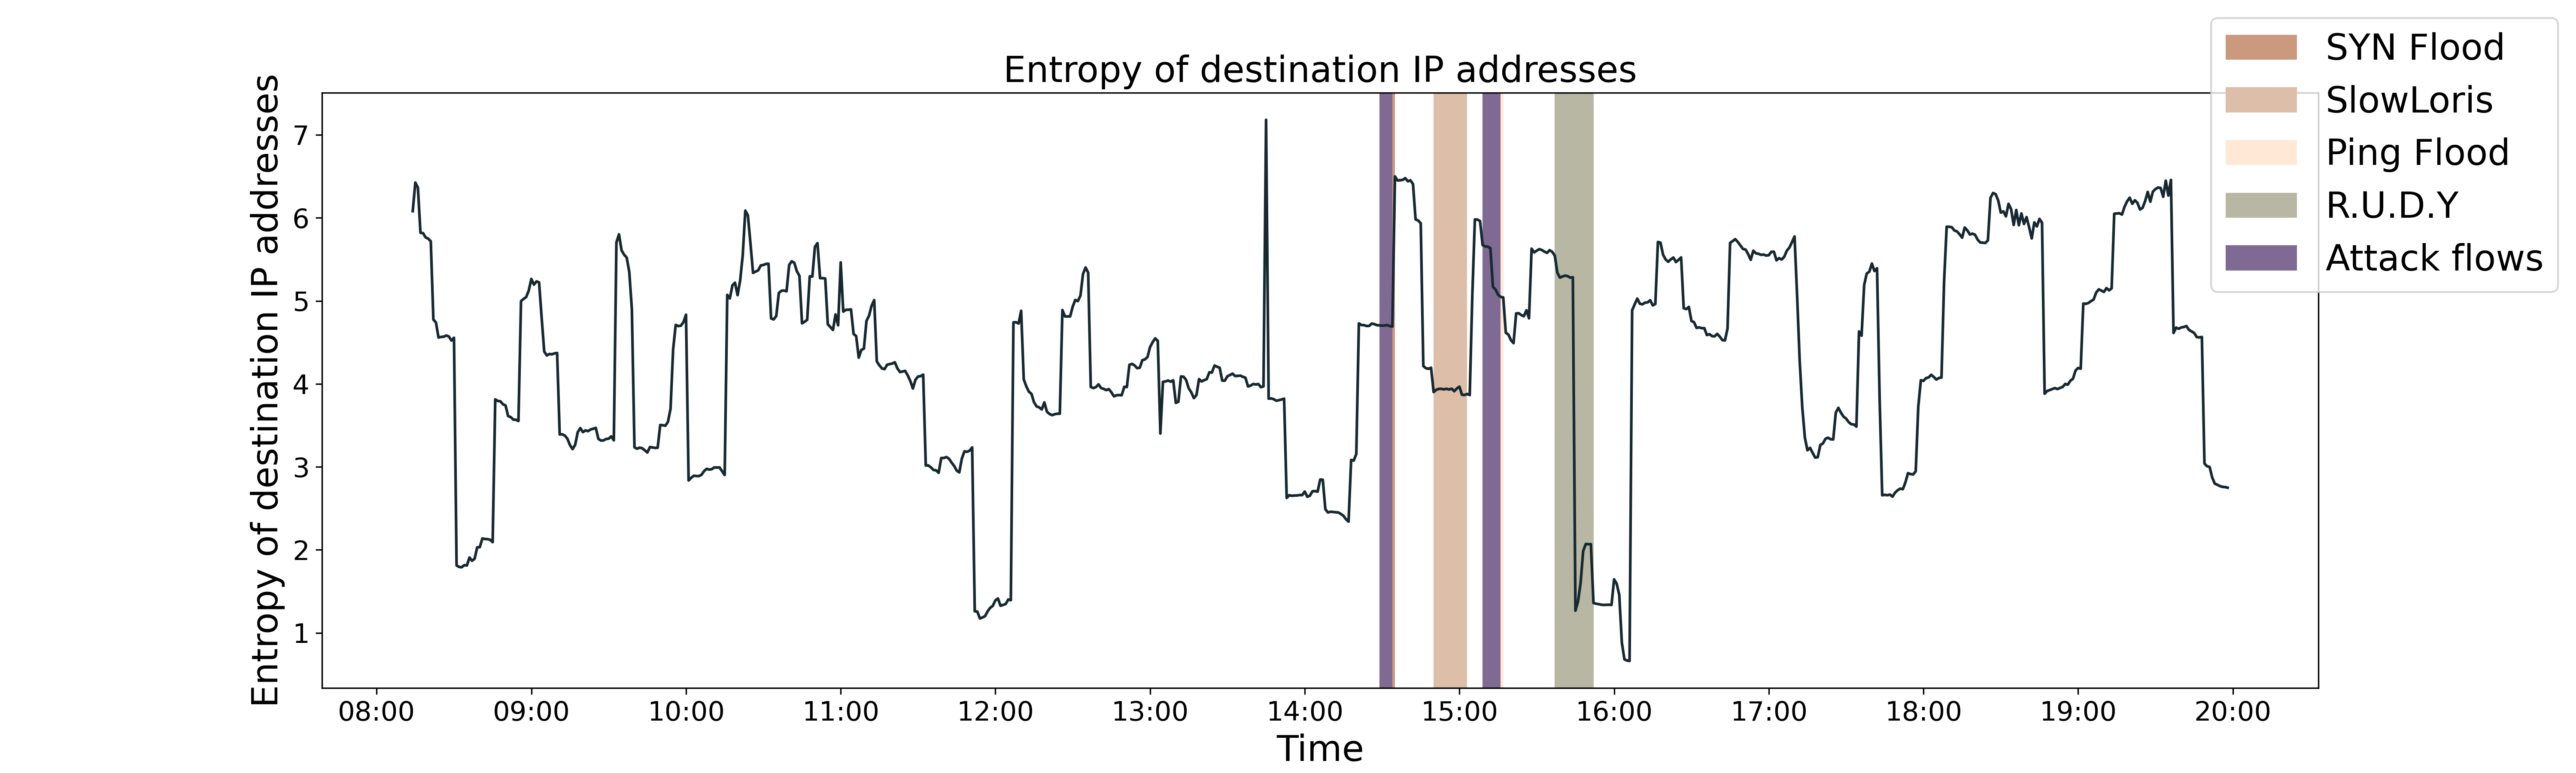 Entropy of destination IP addresses
SYN Flood
SlowLoris
Ping Flood
R.U.D.Y
Attack flows
Entropy of destination IP addresses
7
6
5
4
3
2
1
08:00 09:00 10:00 11:00 12:00 13:00 14:00 15:00 16:00 17:00 18:00 19:00 20:00
Time